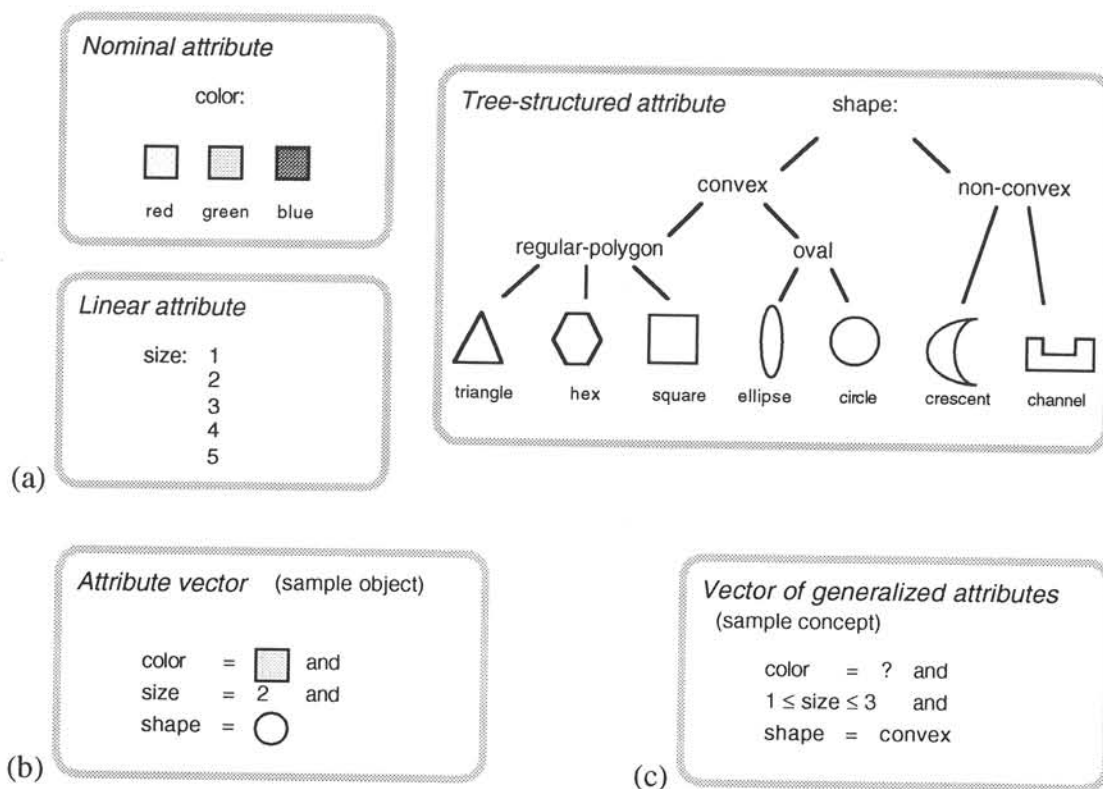 Nominal attribute
color:
red green blue
Linear attribute
size: 1
2
3
4
5
(a)
Tree-structured attribute shape:
convex non-convex
regular-polygon oval
triangle hex square ellipse circle crescent channel
Attribute vector (sample object)
color = and
size = 2 and
shape =
(b)
Vector of generalized attributes
(sample concept)
color = ? and
1 ≤ size ≤ 3 and
shape = convex
(c)